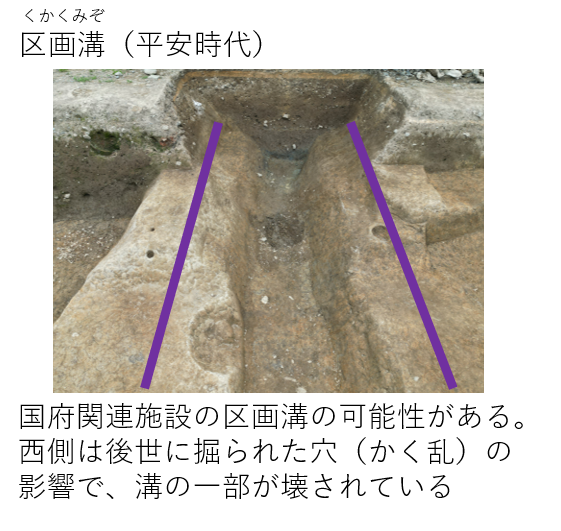 くかくみぞ
区画溝（平安時代）
国府関連施設の区画溝の可能性がある。
西側は後世に掘られた穴（かく乱）の
影響で、溝の一部が壊されている